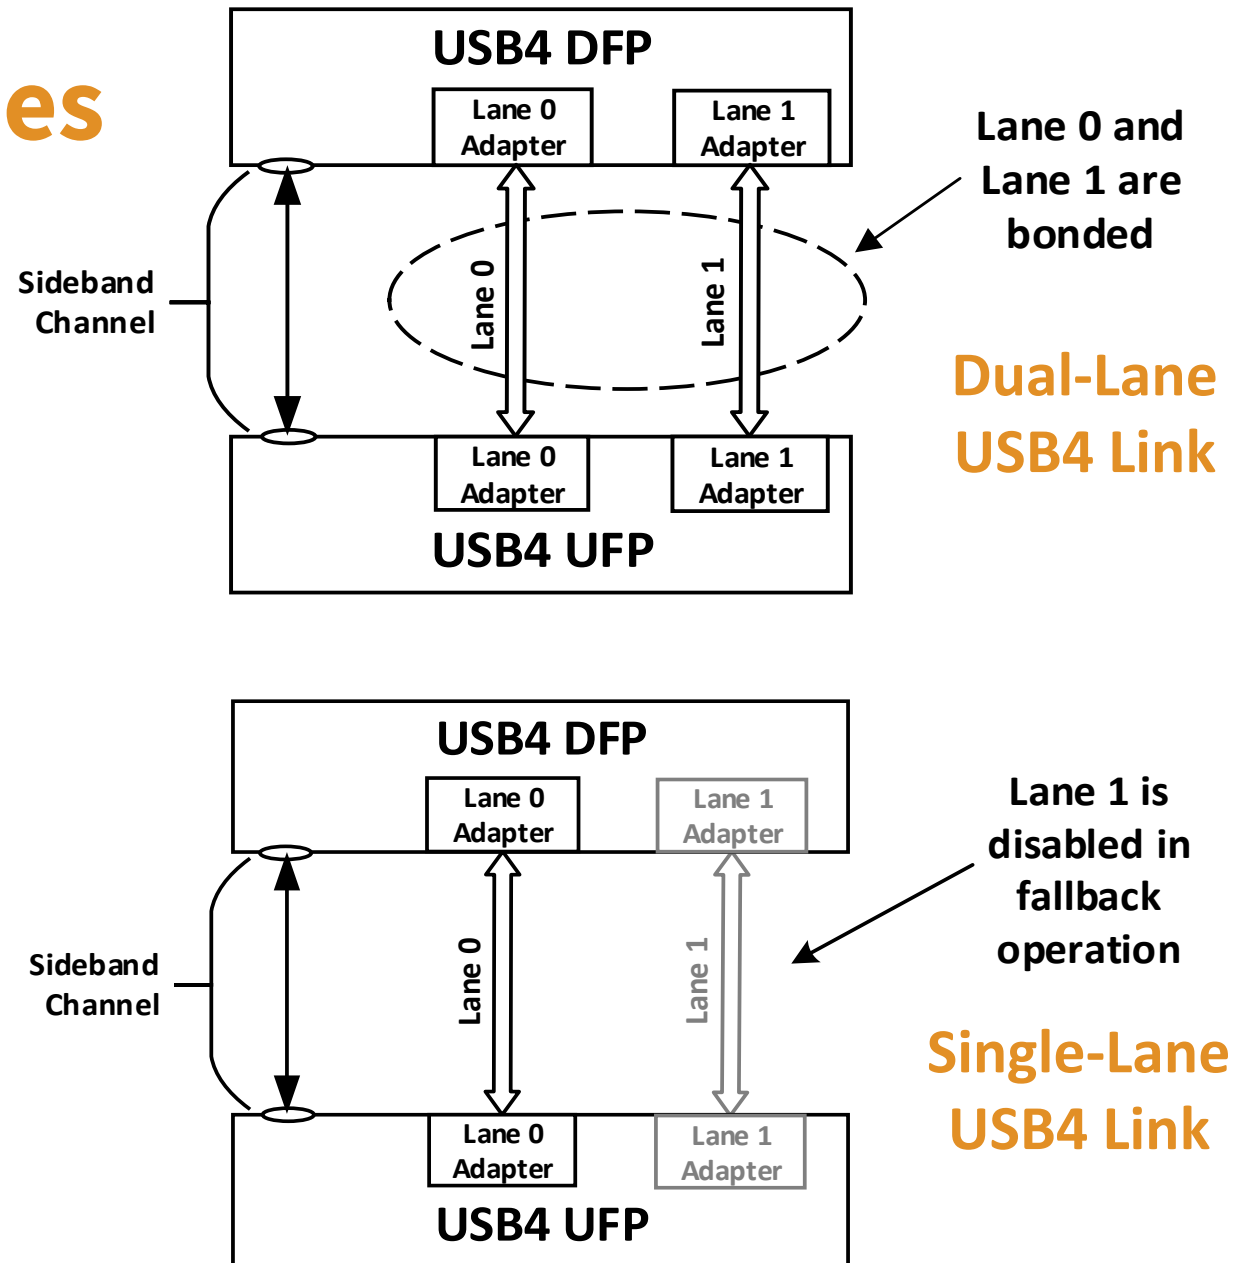 es
USB4 DFP
Lane 0
Adapter
Lane 1
Adapter
Lane 0 and
Lane 1 are
bonded
Sideband
Channel
Lane 0
Lane 1
Dual-Lane
USB4 Link
Lane 0
Adapter
Lane 1
Adapter
USB4 UFP
USB4 DFP
Lane 0
Adapter
Lane 1
Adapter
Lane 1 is
disabled in
fallback
operation
Sideband
Channel
Lane 0
Lane 1
Single-Lane
USB4 Link
Lane 0
Adapter
Lane 1
Adapter
USB4 UFP